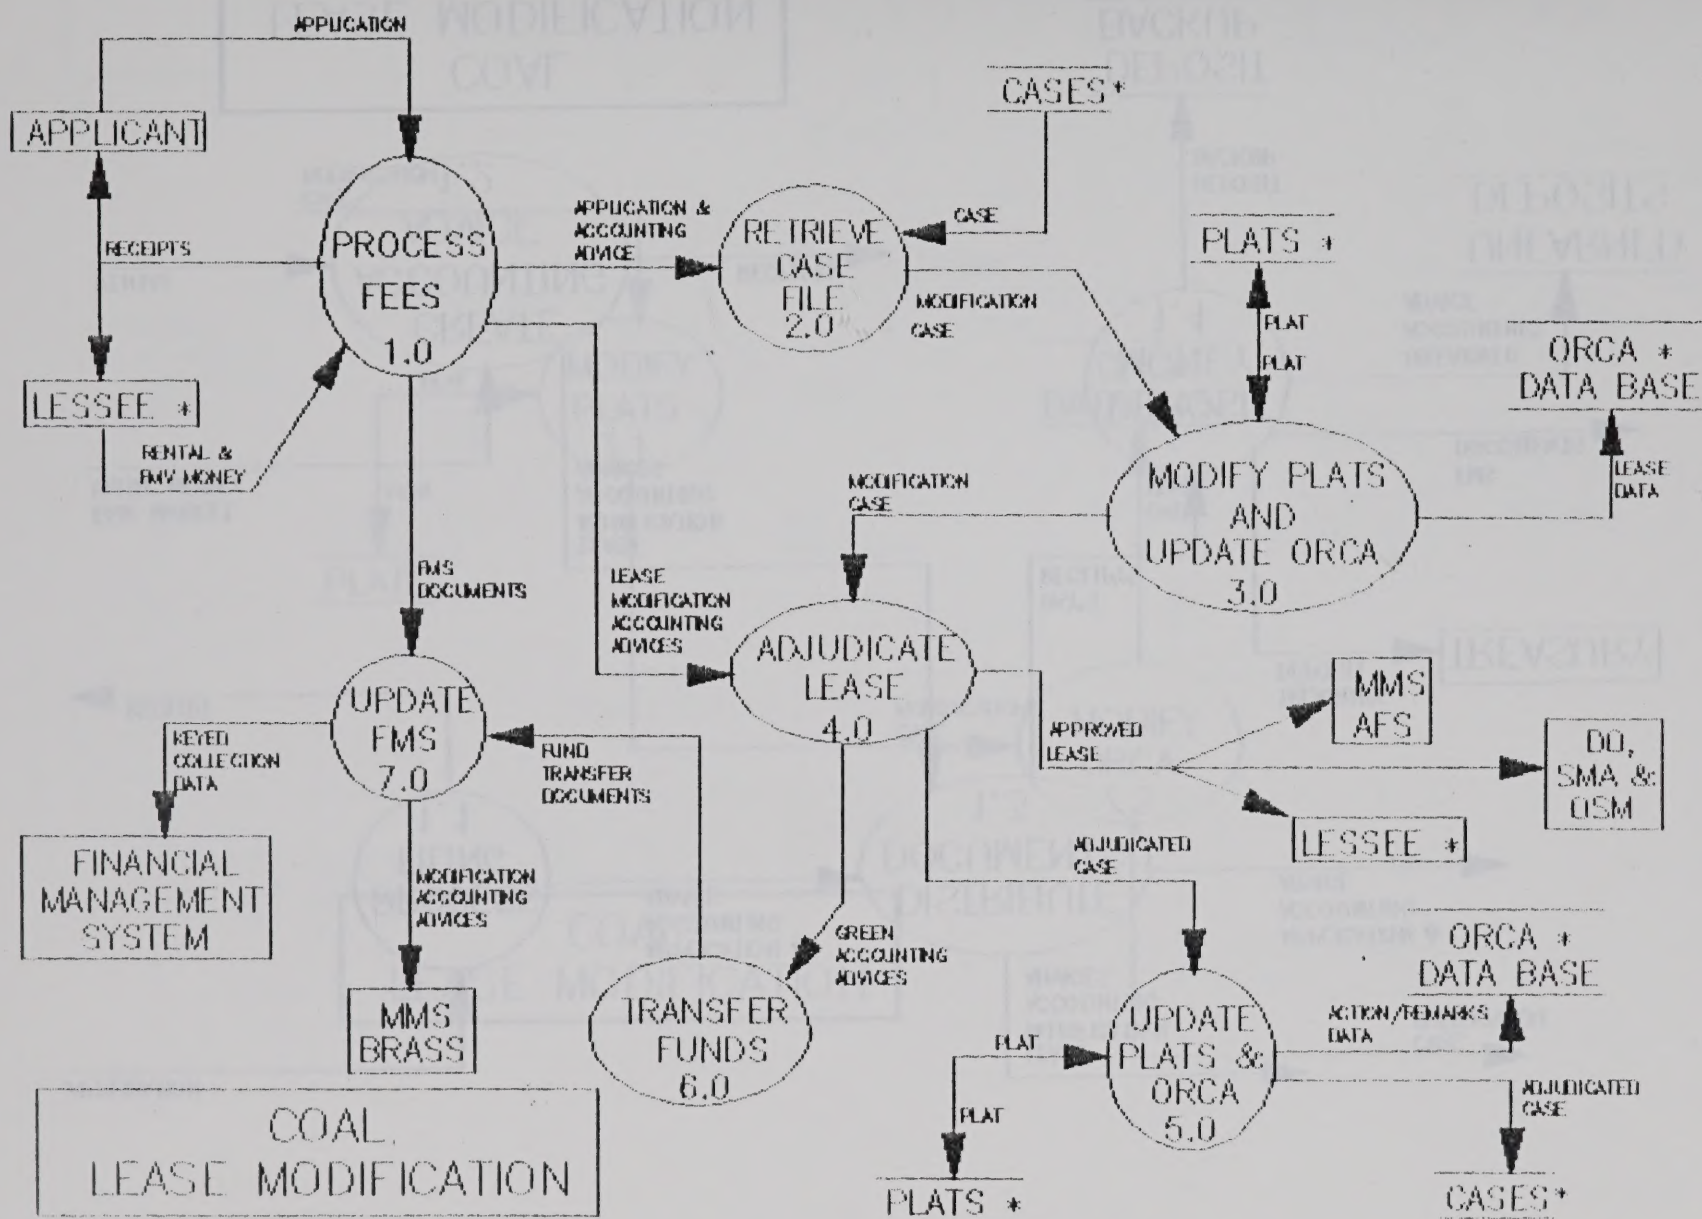 APPLICATION
APPLICANT
RECEIPTS
LESSEE *
RENTAL &
FMV MONEY
PROCESS
FEES
1.0
APPLICATION &
ACCOUNTING
ADVICE
RETRIEVE
CASE
FILE
2.0
CASES*
CASE
MODIFICATION
CASE
PLATS *
PLAT
PLAT
ORCA *
DATA BASE
LEASE
DATA
MODIFY PLATS
AND
UPDATE ORCA
3.0
MODIFICATION
CASE
FMS
DOCUMENTS
LEASE
MODIFICATION
ACCOUNTING
ADVICES
ADJUDICATE
LEASE
4.0
APPROVED
LEASE
MMS
AFS
DO,
SMA &
OSM
LESSEE *
UPDATE
FMS
7.0
KEYED
COLLECTION
DATA
FUND
TRANSFER
DOCUMENTS
FINANCIAL
MANAGEMENT
SYSTEM
MODIFICATION
ACCOUNTING
ADVICES
MMS
BRASS
GREEN
ACCOUNTING
ADVICES
TRANSFER
FUNDS
6.0
ADJUDICATED
CASE
UPDATE
PLATS &
ORCA
5.0
PLAT
PLAT
PLATS *
ORCA *
DATA BASE
ACTION/REMARKS
DATA
ADJUDICATED
CASE
CASES*
COAL,
LEASE MODIFICATION